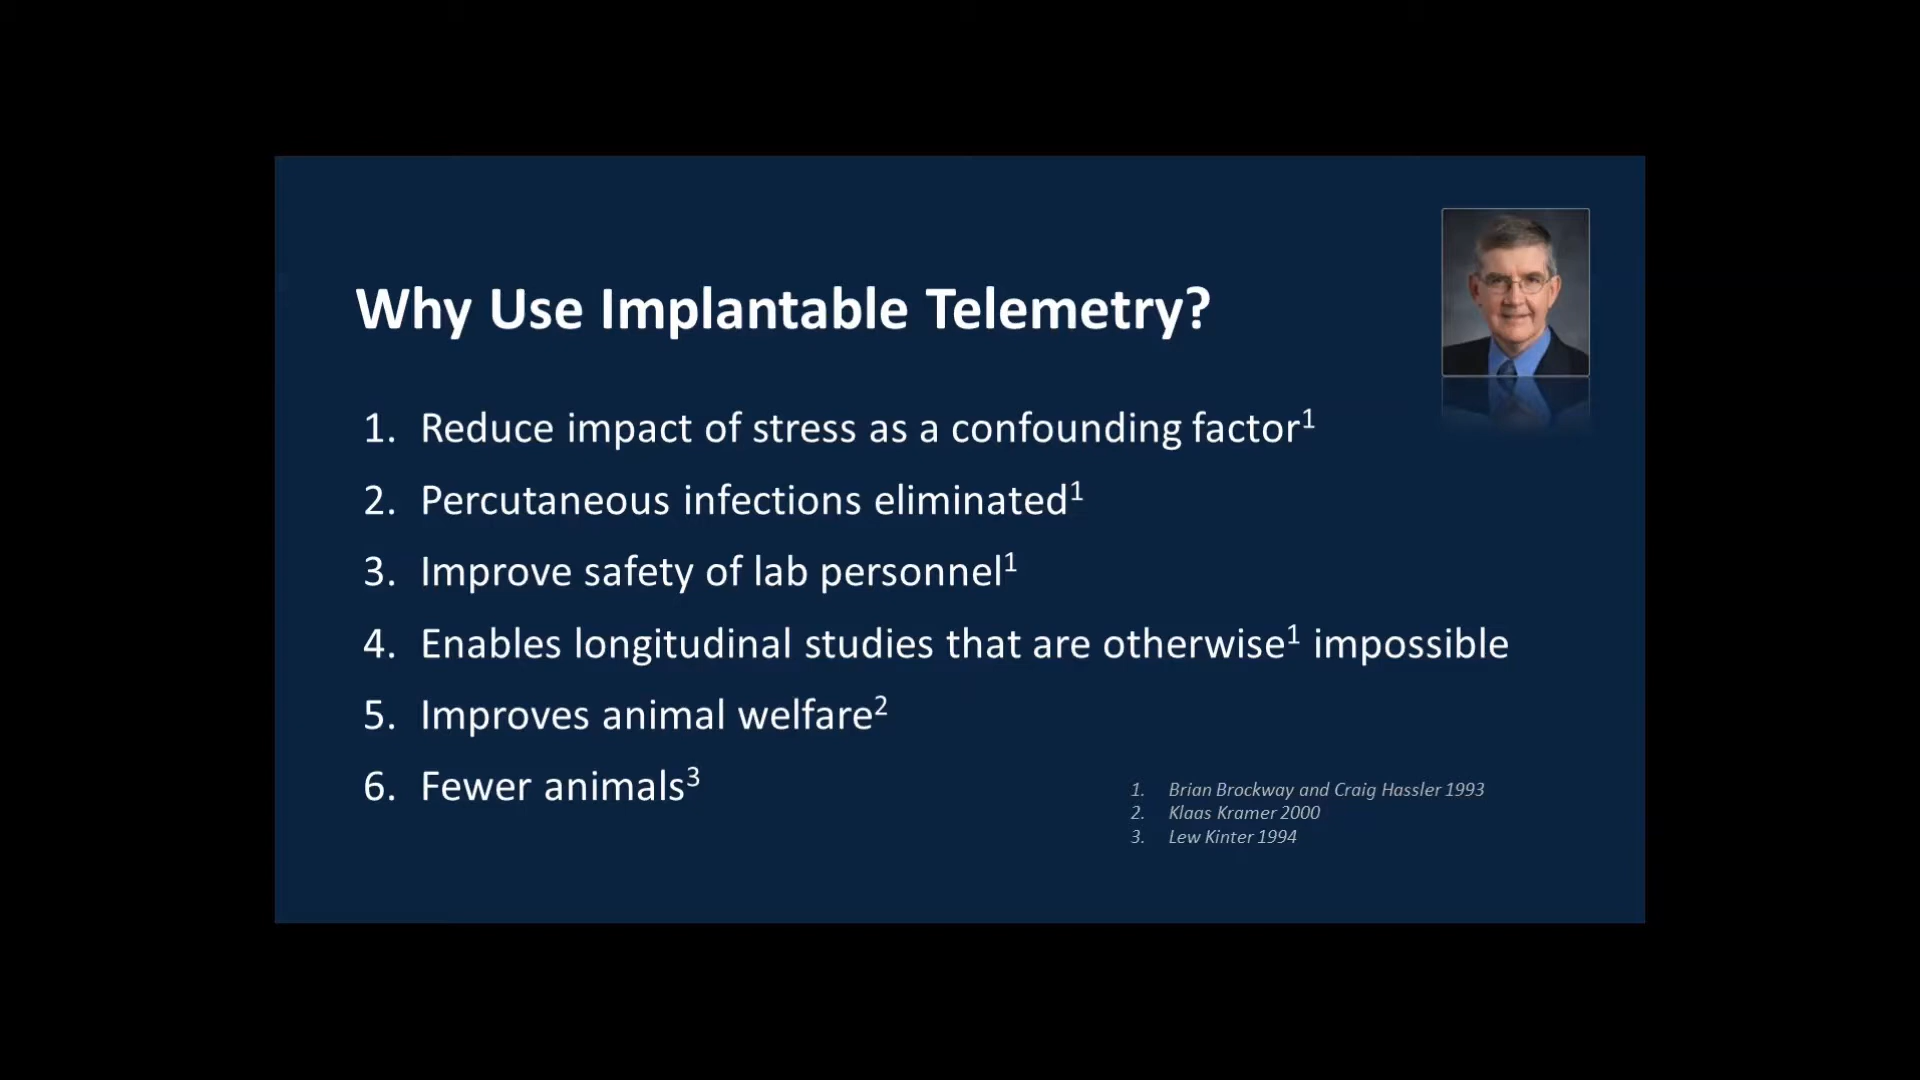 Why Use Implantable Telemetry?
1. Reduce impact of stress as a confounding factor¹
2. Percutaneous infections eliminated¹
3. Improve safety of lab personnel¹
4. Enables longitudinal studies that are otherwise¹ impossible
5. Improves animal welfare²
6. Fewer animals³
1. Brian Brockway and Craig Hassler 1993
2. Klaas Kramer 2000
3. Lew Kinter 1994